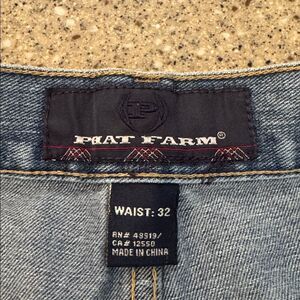 P
PHAT FARM®
WAIST: 32
RN# 48919/
CA# 12550
MADE IN CHINA